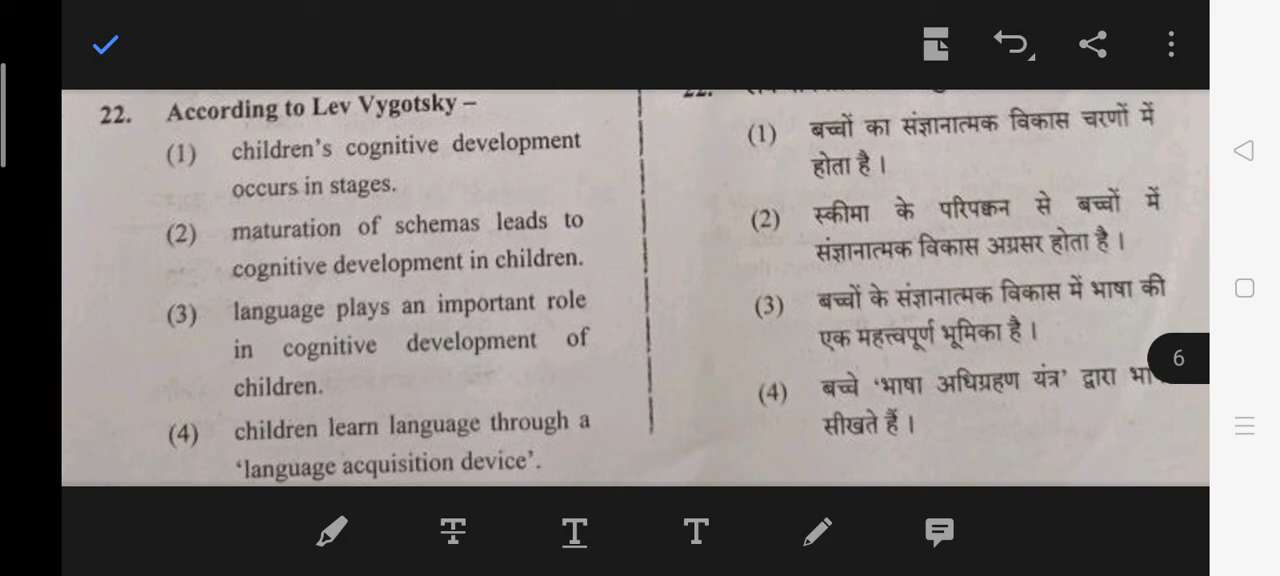 22. According to Lev Vygotsky –
(1) children's cognitive development
occurs in stages.
(2) maturation of schemas leads to
cognitive development in children.
(3) language plays an important role
in cognitive development of
children.
(4) children learn language through a
'language acquisition device'.
22.
(1) बच्चों का संज्ञानात्मक विकास चरणों में
होता है ।
(2) स्कीमा के परिपक्वन से बच्चों में
संज्ञानात्मक विकास अग्रसर होता है ।
(3) बच्चों के संज्ञानात्मक विकास में भाषा की
एक महत्त्वपूर्ण भूमिका है ।
(4) बच्चे 'भाषा अधिग्रहण यंत्र' द्वारा
सीखते हैं ।
6
T T T